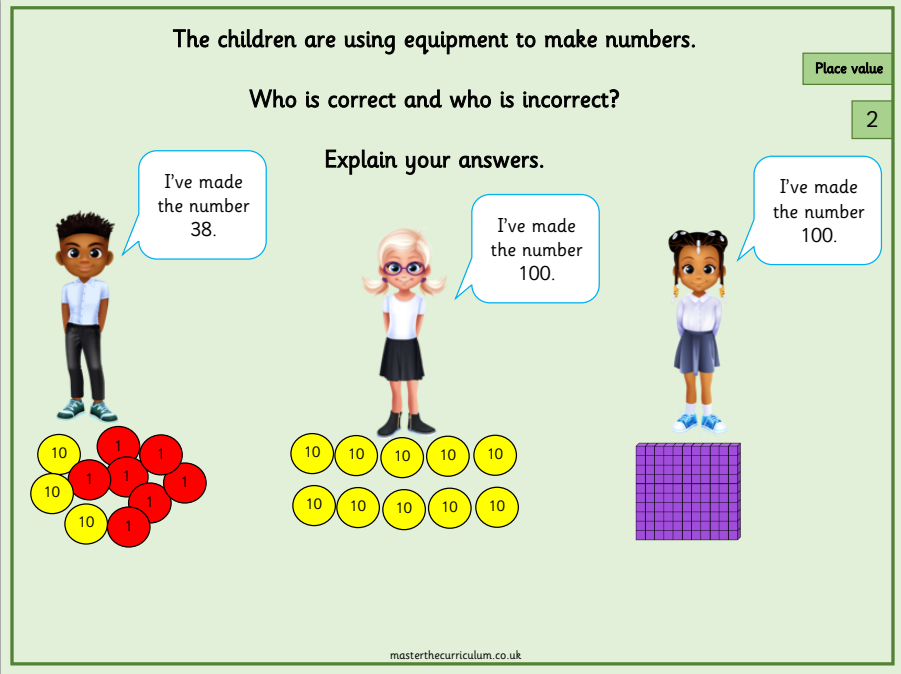 The children are using equipment to make numbers.
Place value
Who is correct and who is incorrect?
2
Explain your answers.
I've made
the number
38.
I've made
the number
100.
I've made
the number
100.
10
1
1
10
1
1
1
10
1
10
1
10
10
10
10
10
10
10
10
10
10
masterthecurriculum.co.uk